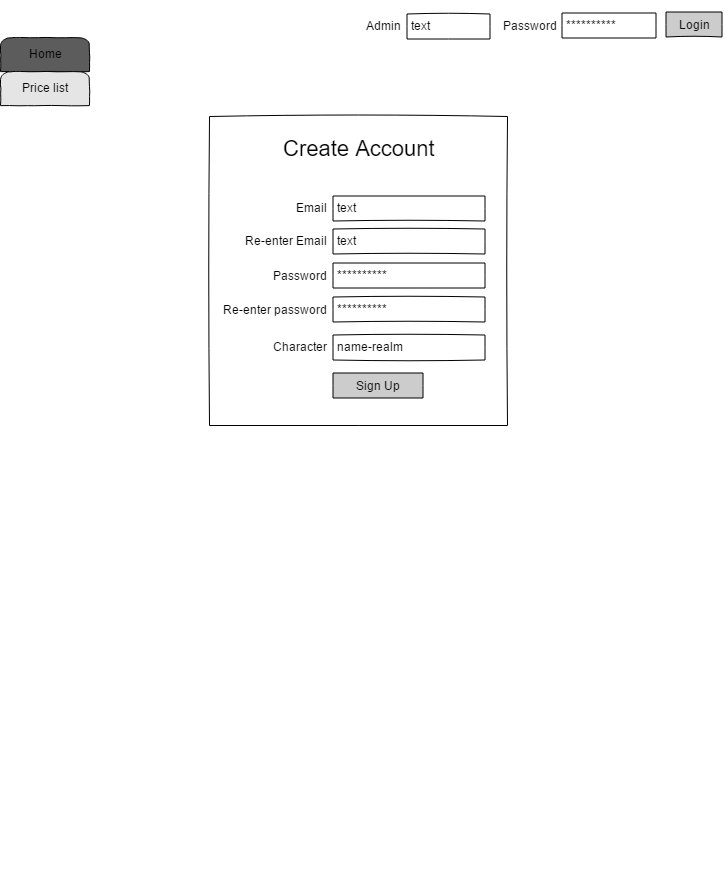 Admin text Password ********** Login
Home
Price list
Create Account
Email text
Re-enter Email text
Password **********
Re-enter password **********
Character name-realm
Sign Up